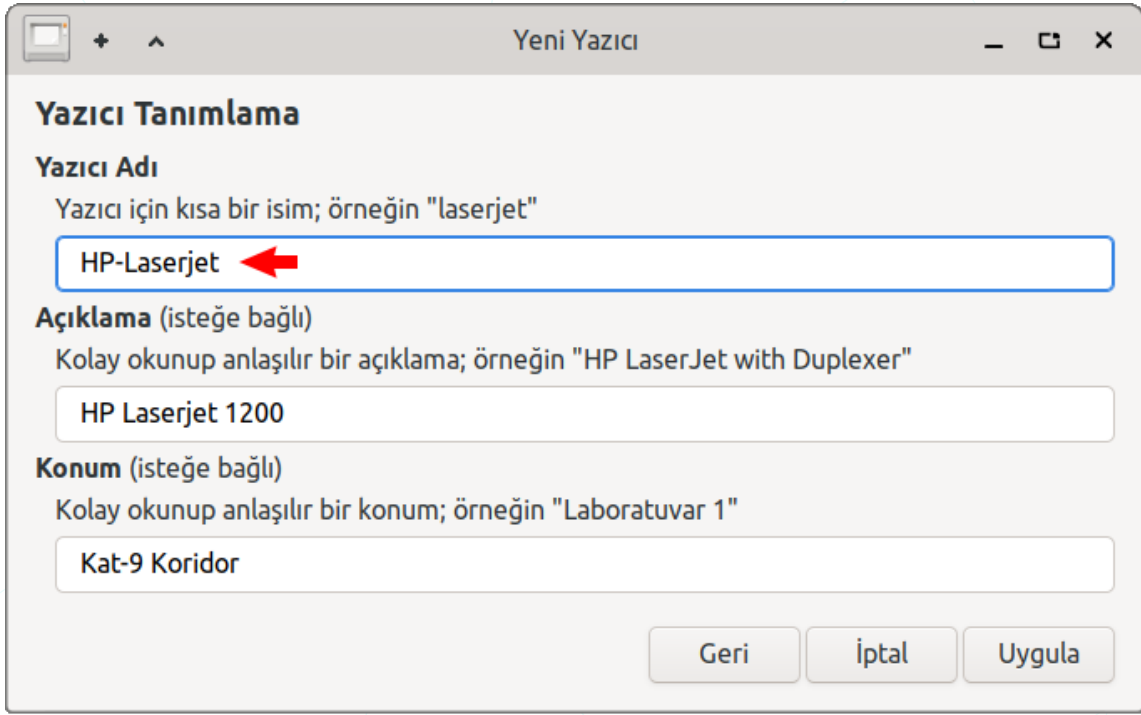 Yeni Yazıcı
Yazıcı Tanımlama
Yazıcı Adı
Yazıcı için kısa bir isim; örneğin "laserjet"
HP-Laserjet
Açıklama (isteğe bağlı)
Kolay okunup anlaşılır bir açıklama; örneğin "HP LaserJet with Duplexer"
HP Laserjet 1200
Konum (isteğe bağlı)
Kolay okunup anlaşılır bir konum; örneğin "Laboratuvar 1"
Kat-9 Koridor
Geri İptal Uygula